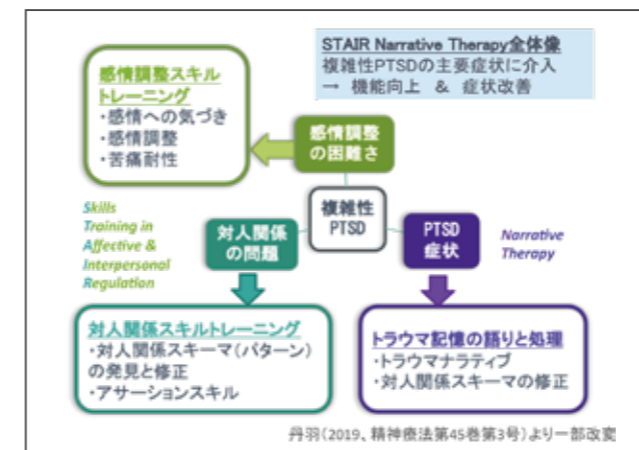 STAIR Narrative Therapy全体像
複雑性PTSDの主要症状に介入
→ 機能向上 & 症状改善
感情調整スキル
トレーニング
・感情への気づき
・感情調整
・苦痛耐性
感情調整
の困難さ
複雑性
PTSD
対人関係
の問題
PTSD
症状
Skills
Training in
Affective &
Interpersonal
Regulation
Narrative
Therapy
対人関係スキルトレーニング
・対人関係スキーマ(パターン)
の発見と修正
・アサーションスキル
トラウマ記憶の語りと処理
・トラウマナラティブ
・対人関係スキーマの修正
丹羽(2019、精神療法第45巻第3号)より一部改変